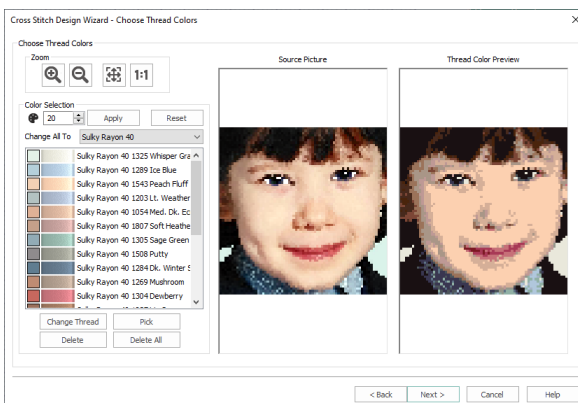 Cross Stitch Design Wizard - Choose Thread Colors
Choose Thread Colors
Zoom
1:1
Color Selection
20
Apply
Reset
Change All To
Sulky Rayon 40
Sulky Rayon 40 1325 Whisper Gra
Sulky Rayon 40 1289 Ice Blue
Sulky Rayon 40 1543 Peach Fluff
Sulky Rayon 40 1203 Lt. Weather
Sulky Rayon 40 1054 Med. Dk. Ec
Sulky Rayon 40 1807 Soft Heathe
Sulky Rayon 40 1305 Sage Green
Sulky Rayon 40 1508 Putty
Sulky Rayon 40 1284 Dk. Winter S
Sulky Rayon 40 1269 Mushroom
Sulky Rayon 40 1304 Dewberry
Change Thread
Pick
Delete
Delete All
Source Picture
Thread Color Preview
< Back
Next >
Cancel
Help